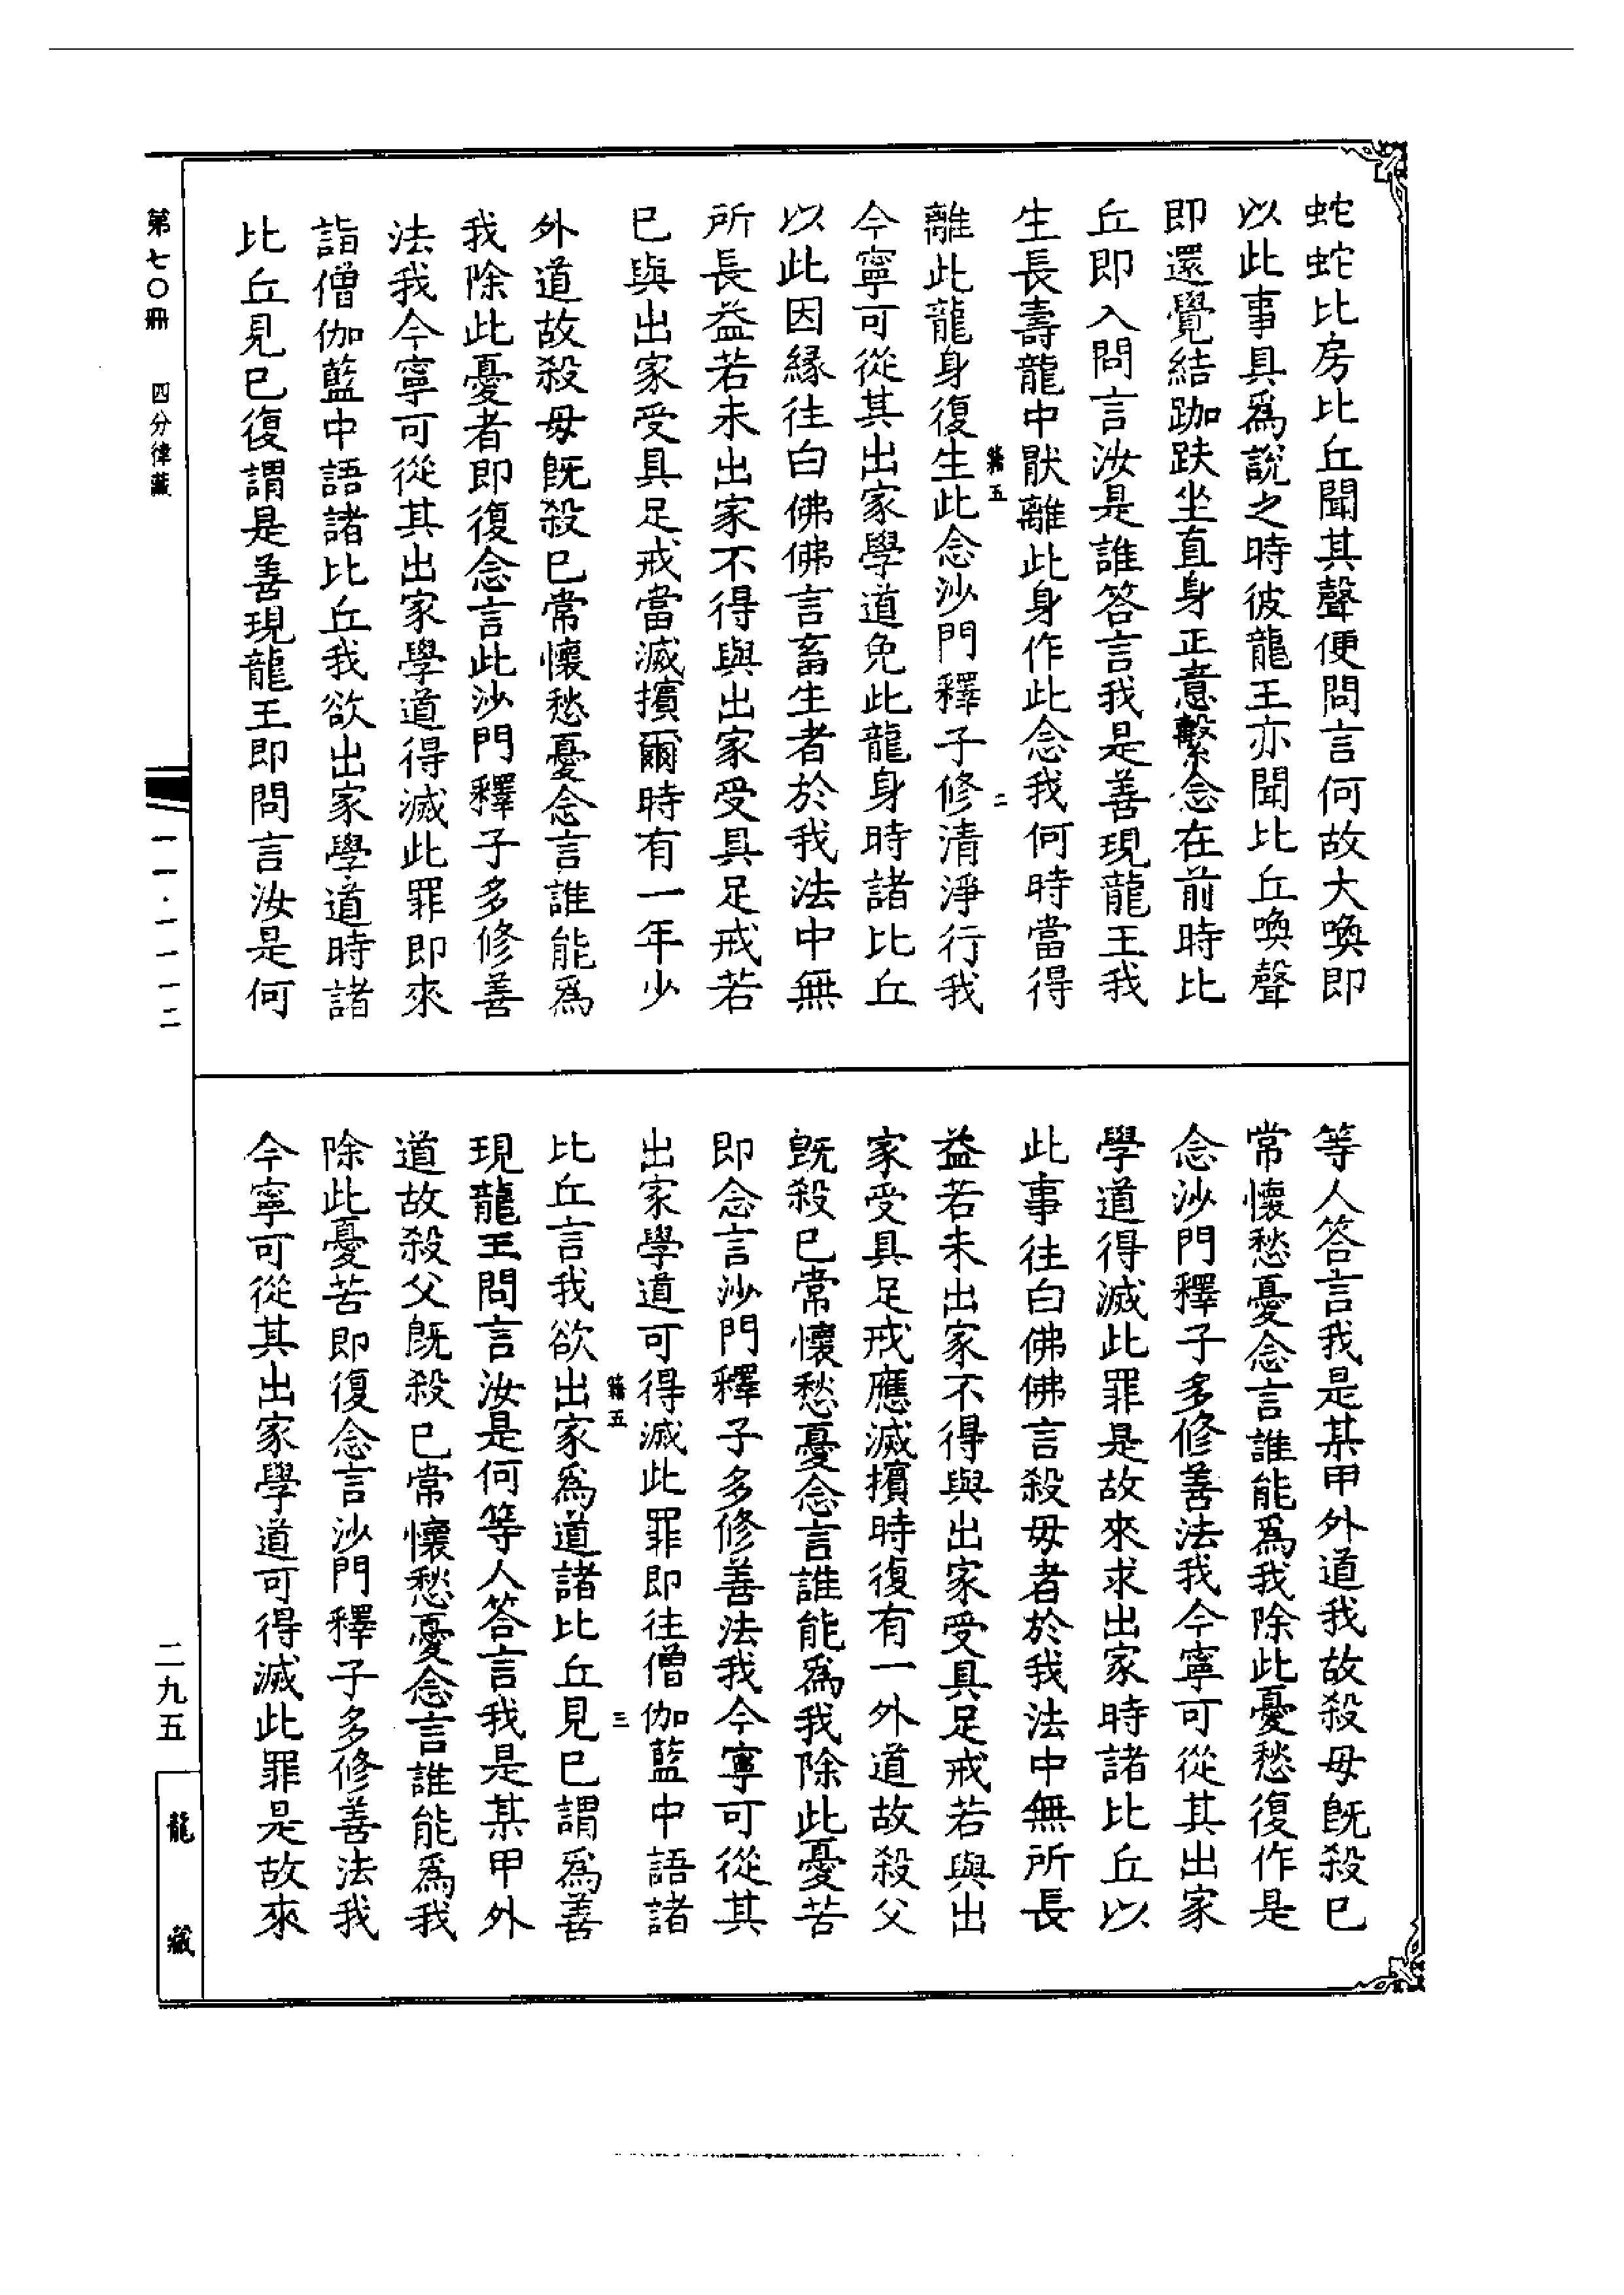 蛇蛇比房比丘聞其聲便問言何故大喚即
以此事具爲說之時彼龍王亦聞比丘喚聲
即還覺結跏趺坐直身正意繫念在前時比
丘即入問言汝是誰答言我是善現龍王我
生長壽龍中猒離此身作此念我何時當得
籍五 二
離此龍身復生此念沙門釋子修清淨行我
今寧可從其出家學道免此龍身時諸比丘
以此因緣往白佛佛言畜生者於我法中無
所長益若未出家不得與出家受具足戒若
已與出家受具足戒當滅擯爾時有一年少
外道故殺母旣殺已常懷愁憂念言誰能爲
我除此憂者即復念言此沙門釋子多修善
法我今寧可從其出家學道得滅此罪即來
詣僧伽藍中語諸比丘我欲出家學道時諸
比丘見已復謂是善現龍王即問言汝是何
等人答言我是某甲外道我故殺母旣殺已
常懷愁憂念言誰能爲我除此憂愁復作是
念沙門釋子多修善法我今寧可從其出家
學道得滅此罪是故來求出家時諸比丘以
此事往白佛佛言殺母者於我法中無所長
益若未出家不得與出家受具足戒若與出
家受具足戒應滅擯時復有一外道故殺父
旣殺已常懷愁憂念言誰能爲我除此憂苦
即念言沙門釋子多修善法我今寧可從其
出家學道可得滅此罪即往僧伽藍中語諸
籍五 三
比丘言我欲出家爲道諸比丘見已謂爲善
現龍王問言汝是何等人答言我是某甲外
道故殺父旣殺已常懷愁憂念言誰能爲我
除此憂苦即復念言沙門釋子多修善法我
今寧可從其出家學道可得滅此罪是故來
第七〇冊 四分律藏
一一·一一一二
二九五
龍藏